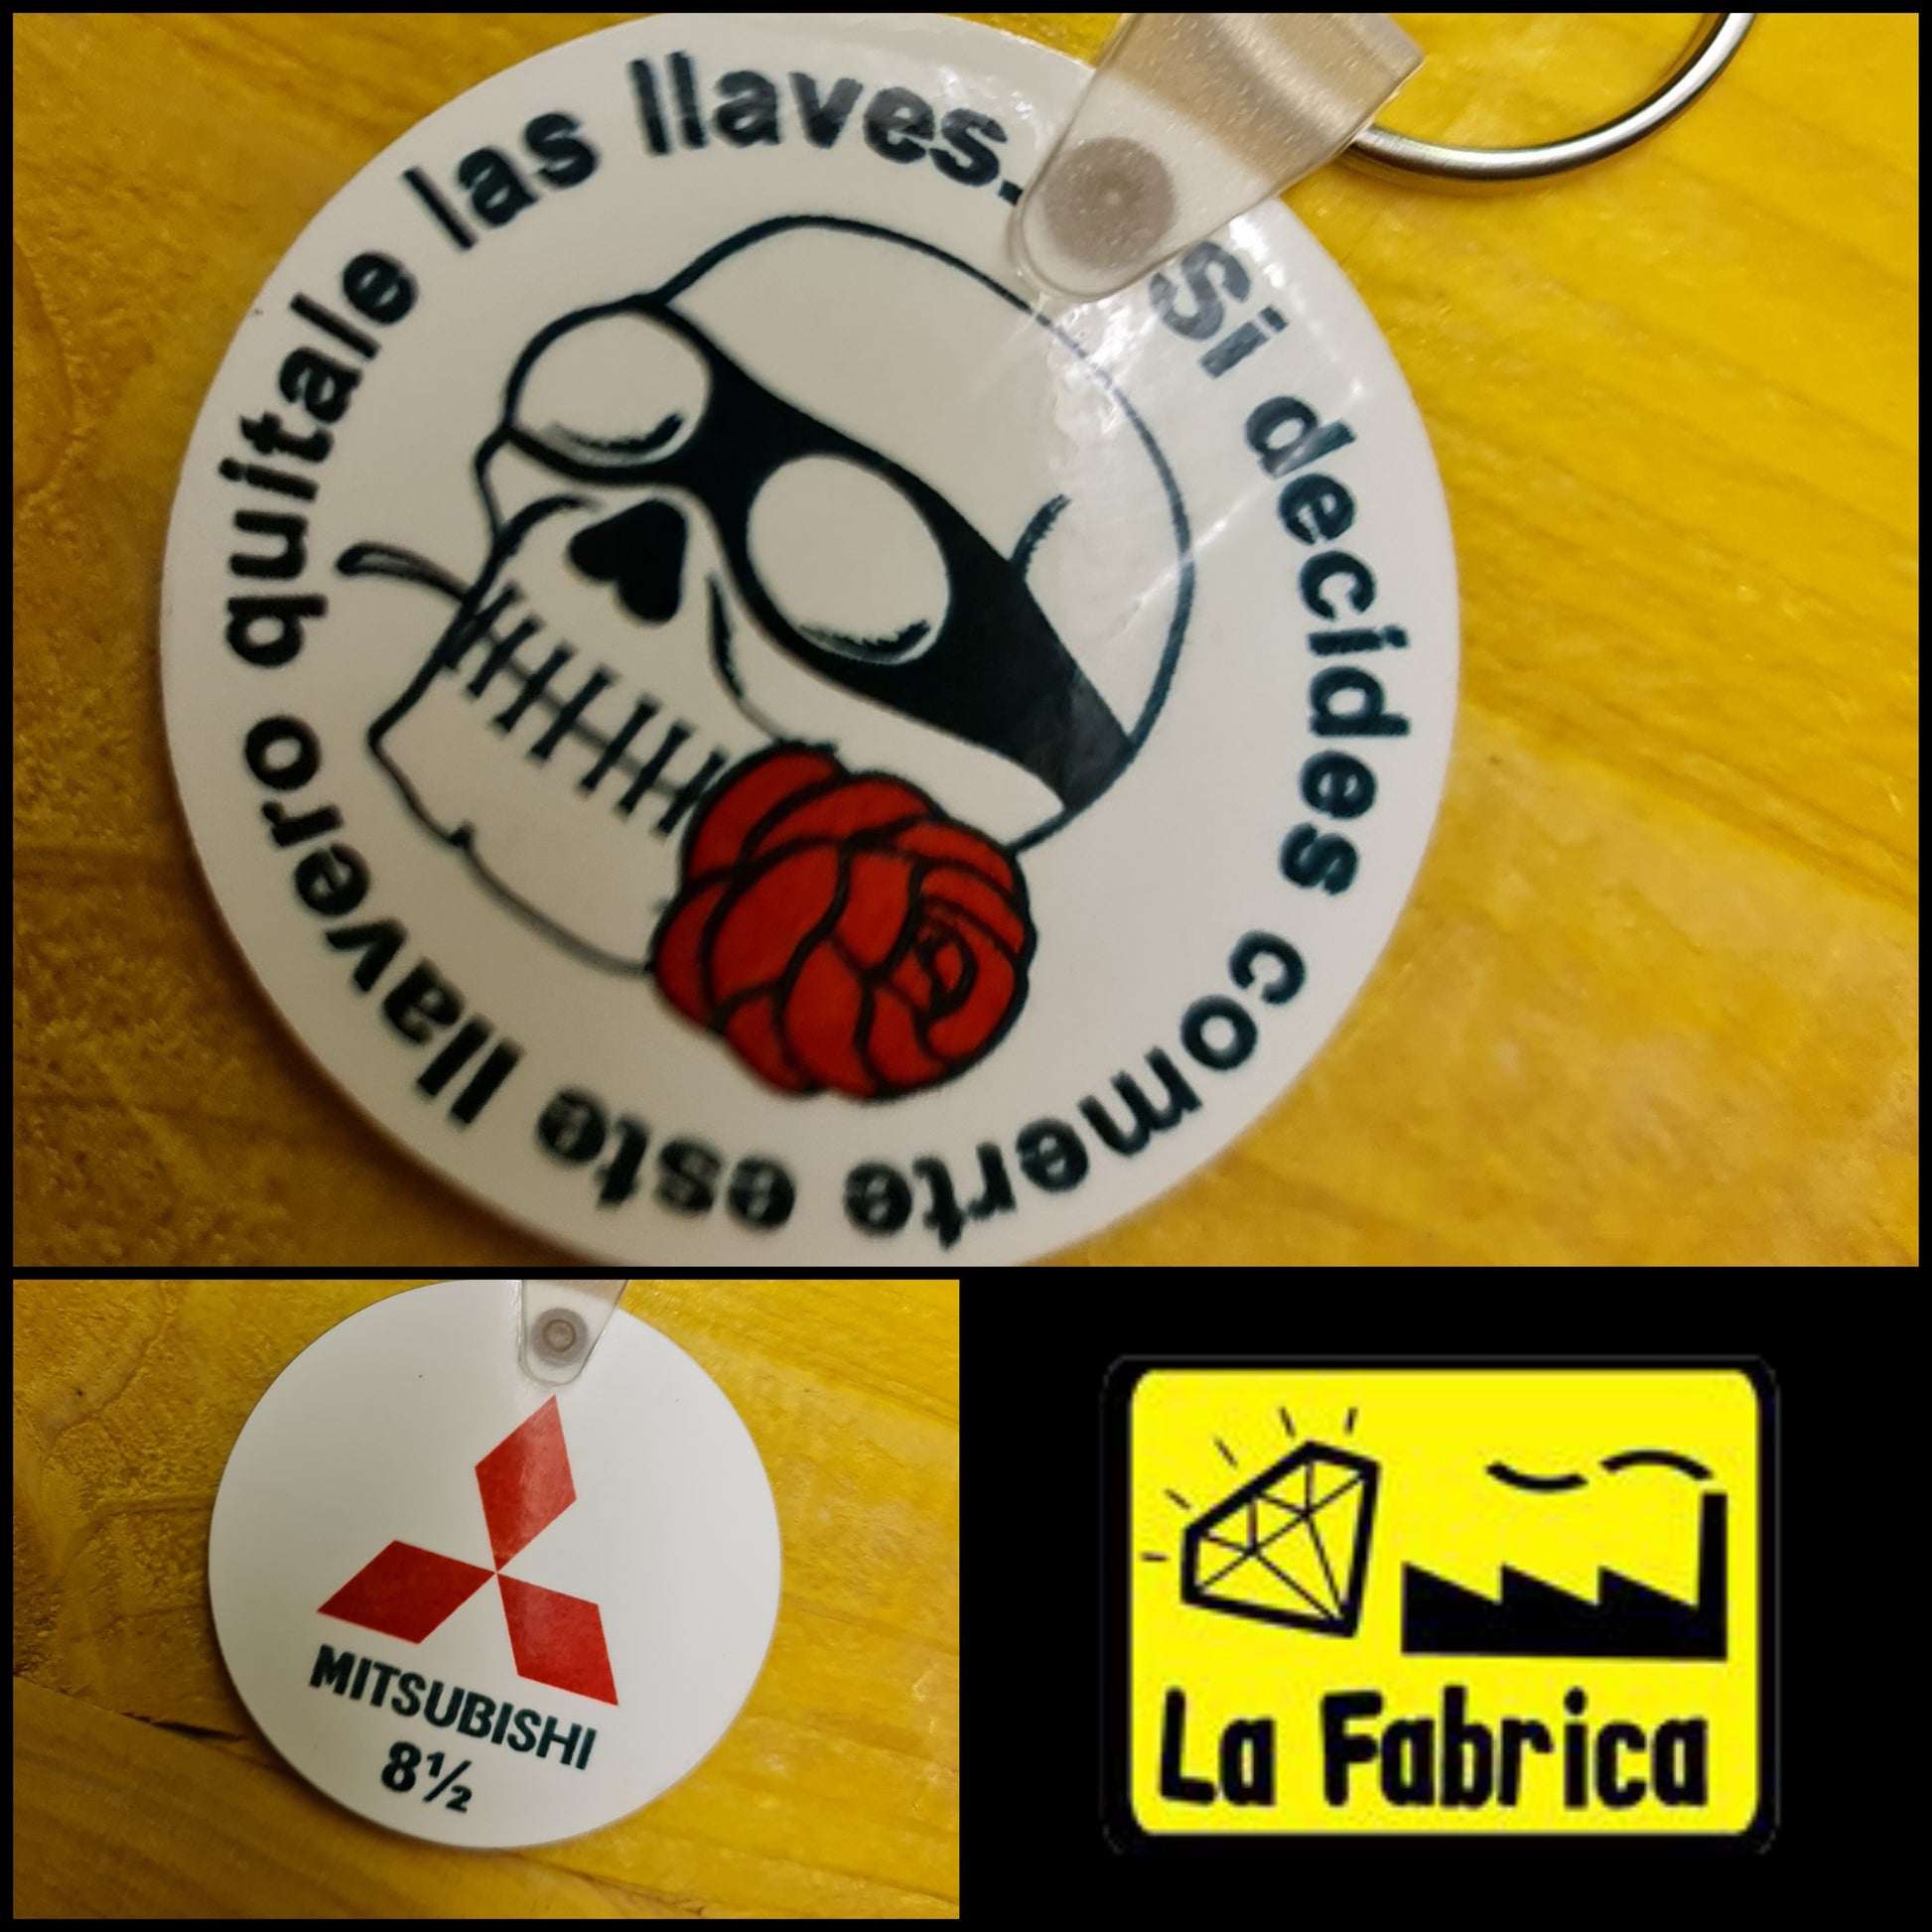 Si decides comerte este llavero quitale las llaves.
MITSUBISHI
8½
La Fabrica